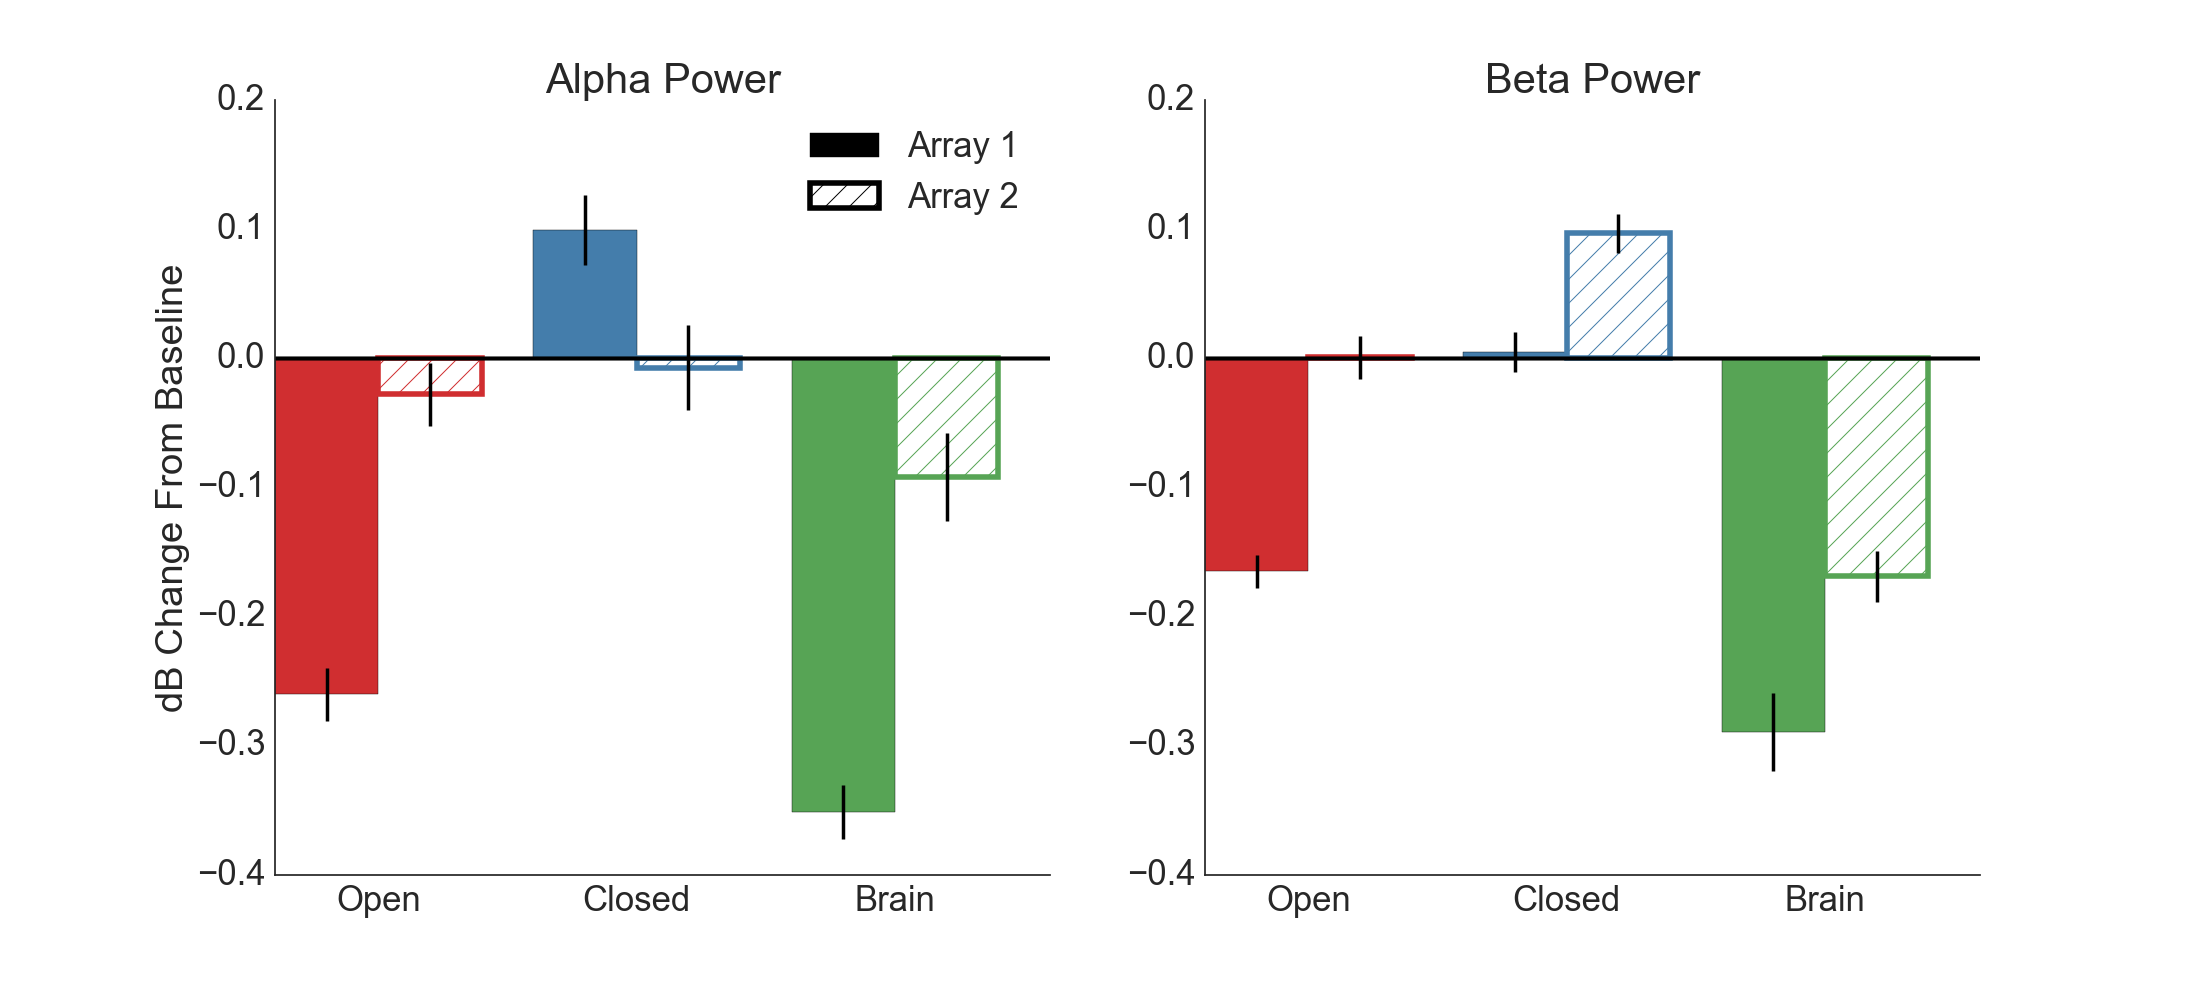 Alpha Power
Beta Power
Array 1
Array 2
dB Change From Baseline
0.2
0.1
0.0
−0.1
−0.2
−0.3
−0.4
Open
Closed
Brain
0.2
0.1
0.0
−0.1
−0.2
−0.3
−0.4
Open
Closed
Brain